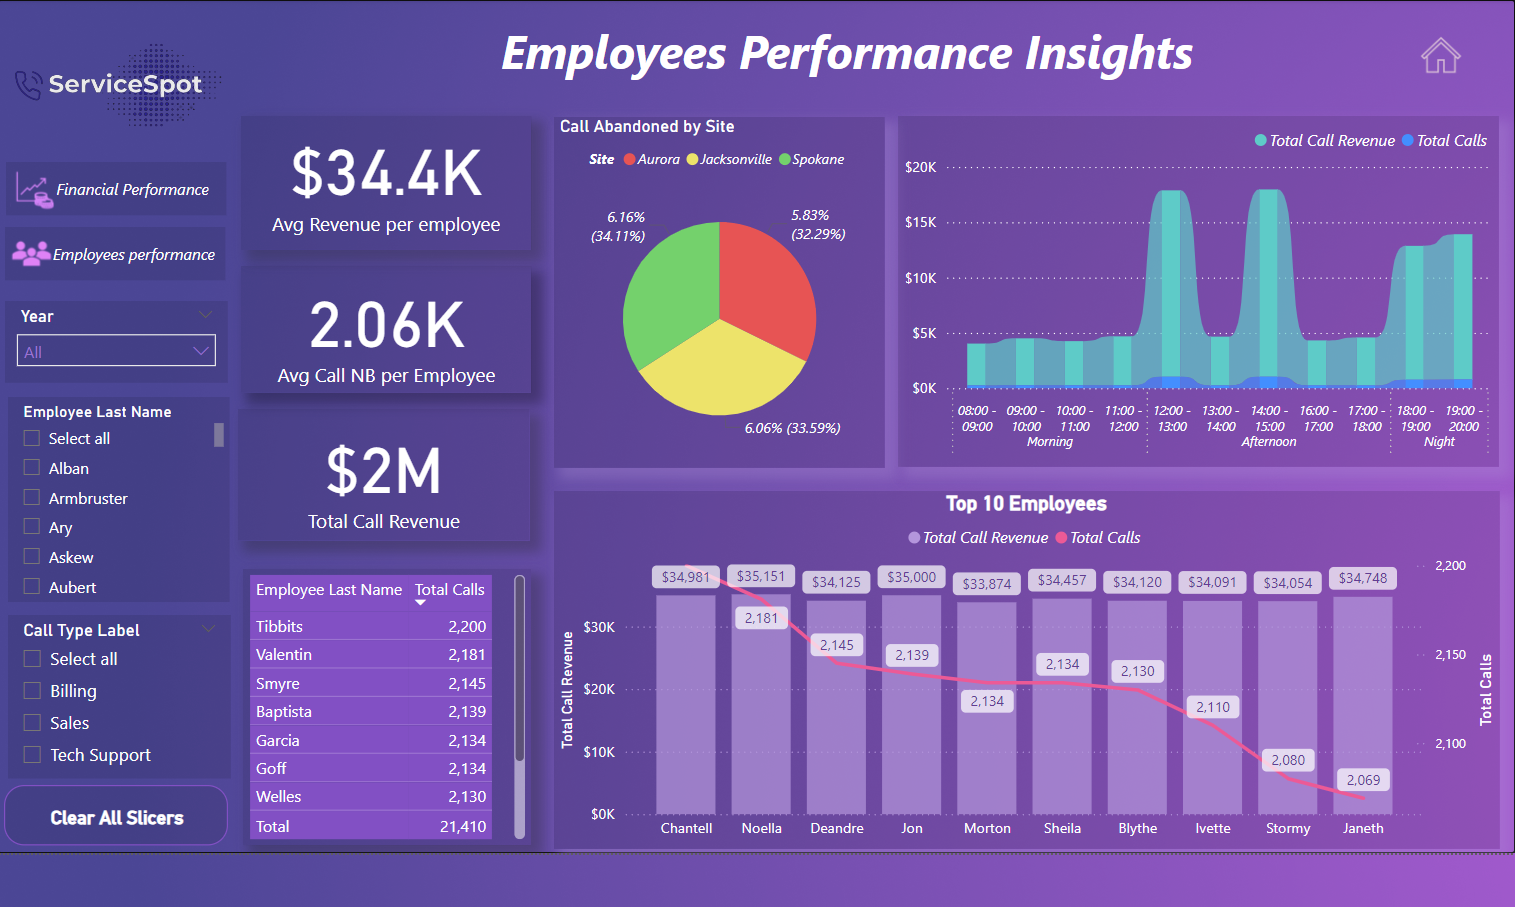 Employees Performance Insights
ServiceSpot
Financial Performance
Employees performance
Year
All
Employee Last Name
Select all
Alban
Armbruster
Ary
Askew
Aubert
Call Type Label
Select all
Billing
Sales
Tech Support
Clear All Slicers
$34.4K
Avg Revenue per employee
2.06K
Avg Call NB per Employee
$2M
Total Call Revenue
Employee Last Name Total Calls
Tibbits 2,200
Valentin 2,181
Smyre 2,145
Baptista 2,139
Garcia 2,134
Goff 2,134
Welles 2,130
Total 21,410
Call Abandoned by Site
Site Aurora Jacksonville Spokane
6.16%
(34.11%)
5.83%
(32.29%)
6.06% (33.59%)
Total Call Revenue Total Calls
$20K
$15K
$10K
$5K
$0K
08:00 - 09:00 - 10:00 - 11:00 - 12:00 - 13:00 - 14:00 - 16:00 - 17:00 - 18:00 - 19:00 -
09:00 10:00 11:00 12:00 13:00 14:00 15:00 17:00 18:00 19:00 20:00
Morning Afternoon Night
Top 10 Employees
Total Call Revenue Total Calls
$34,981 $35,151 $34,125 $35,000 $33,874 $34,457 $34,120 $34,091 $34,054 $34,748
2,181 2,145 2,139 2,134 2,134 2,130 2,110 2,080 2,069
Total Call Revenue
$30K
$20K
$10K
$0K
2,200
2,150
2,100
Total Calls
Chantell Noella Deandre Jon Morton Sheila Blythe Ivette Stormy Janeth